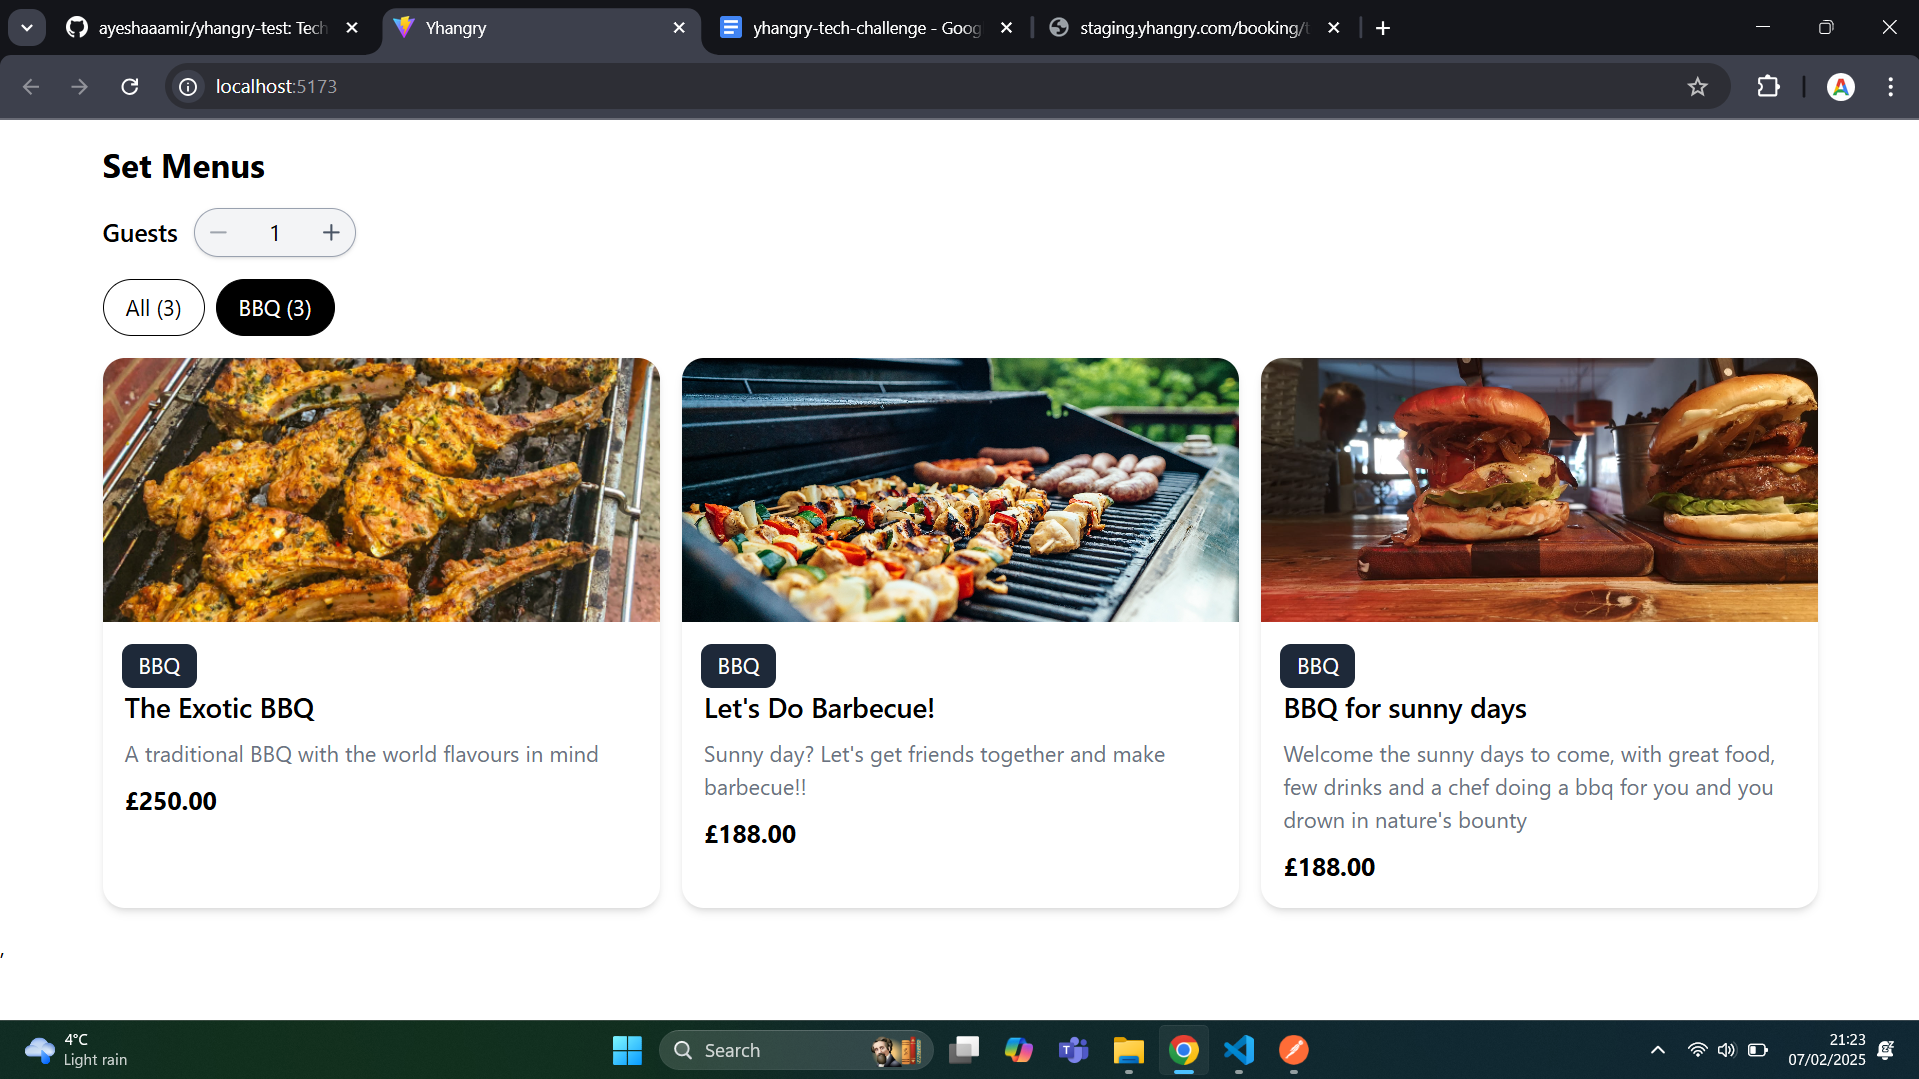 ayeshaaamir/yhangry-test: Tech
Yhangry
yhangry-tech-challenge - Goog
staging.yhangry.com/booking/t
localhost:5173
Set Menus
Guests
1
All (3)
BBQ (3)
BBQ
The Exotic BBQ
A traditional BBQ with the world flavours in mind
£250.00
BBQ
Let's Do Barbecue!
Sunny day? Let's get friends together and make
barbecue!!
£188.00
BBQ
BBQ for sunny days
Welcome the sunny days to come, with great food,
few drinks and a chef doing a bbq for you and you
drown in nature's bounty
£188.00
,
4°C
Light rain
Search
21:23
07/02/2025